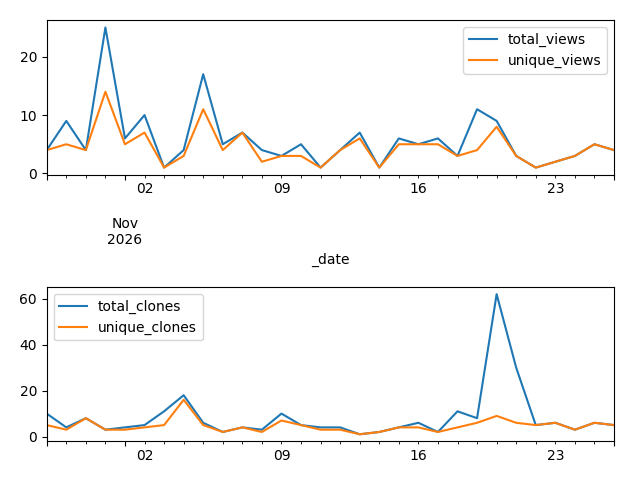 total_views
unique_views
20
10
0
02
09
16
23
Nov
2026
_date
total_clones
unique_clones
60
40
20
0
02
09
16
23